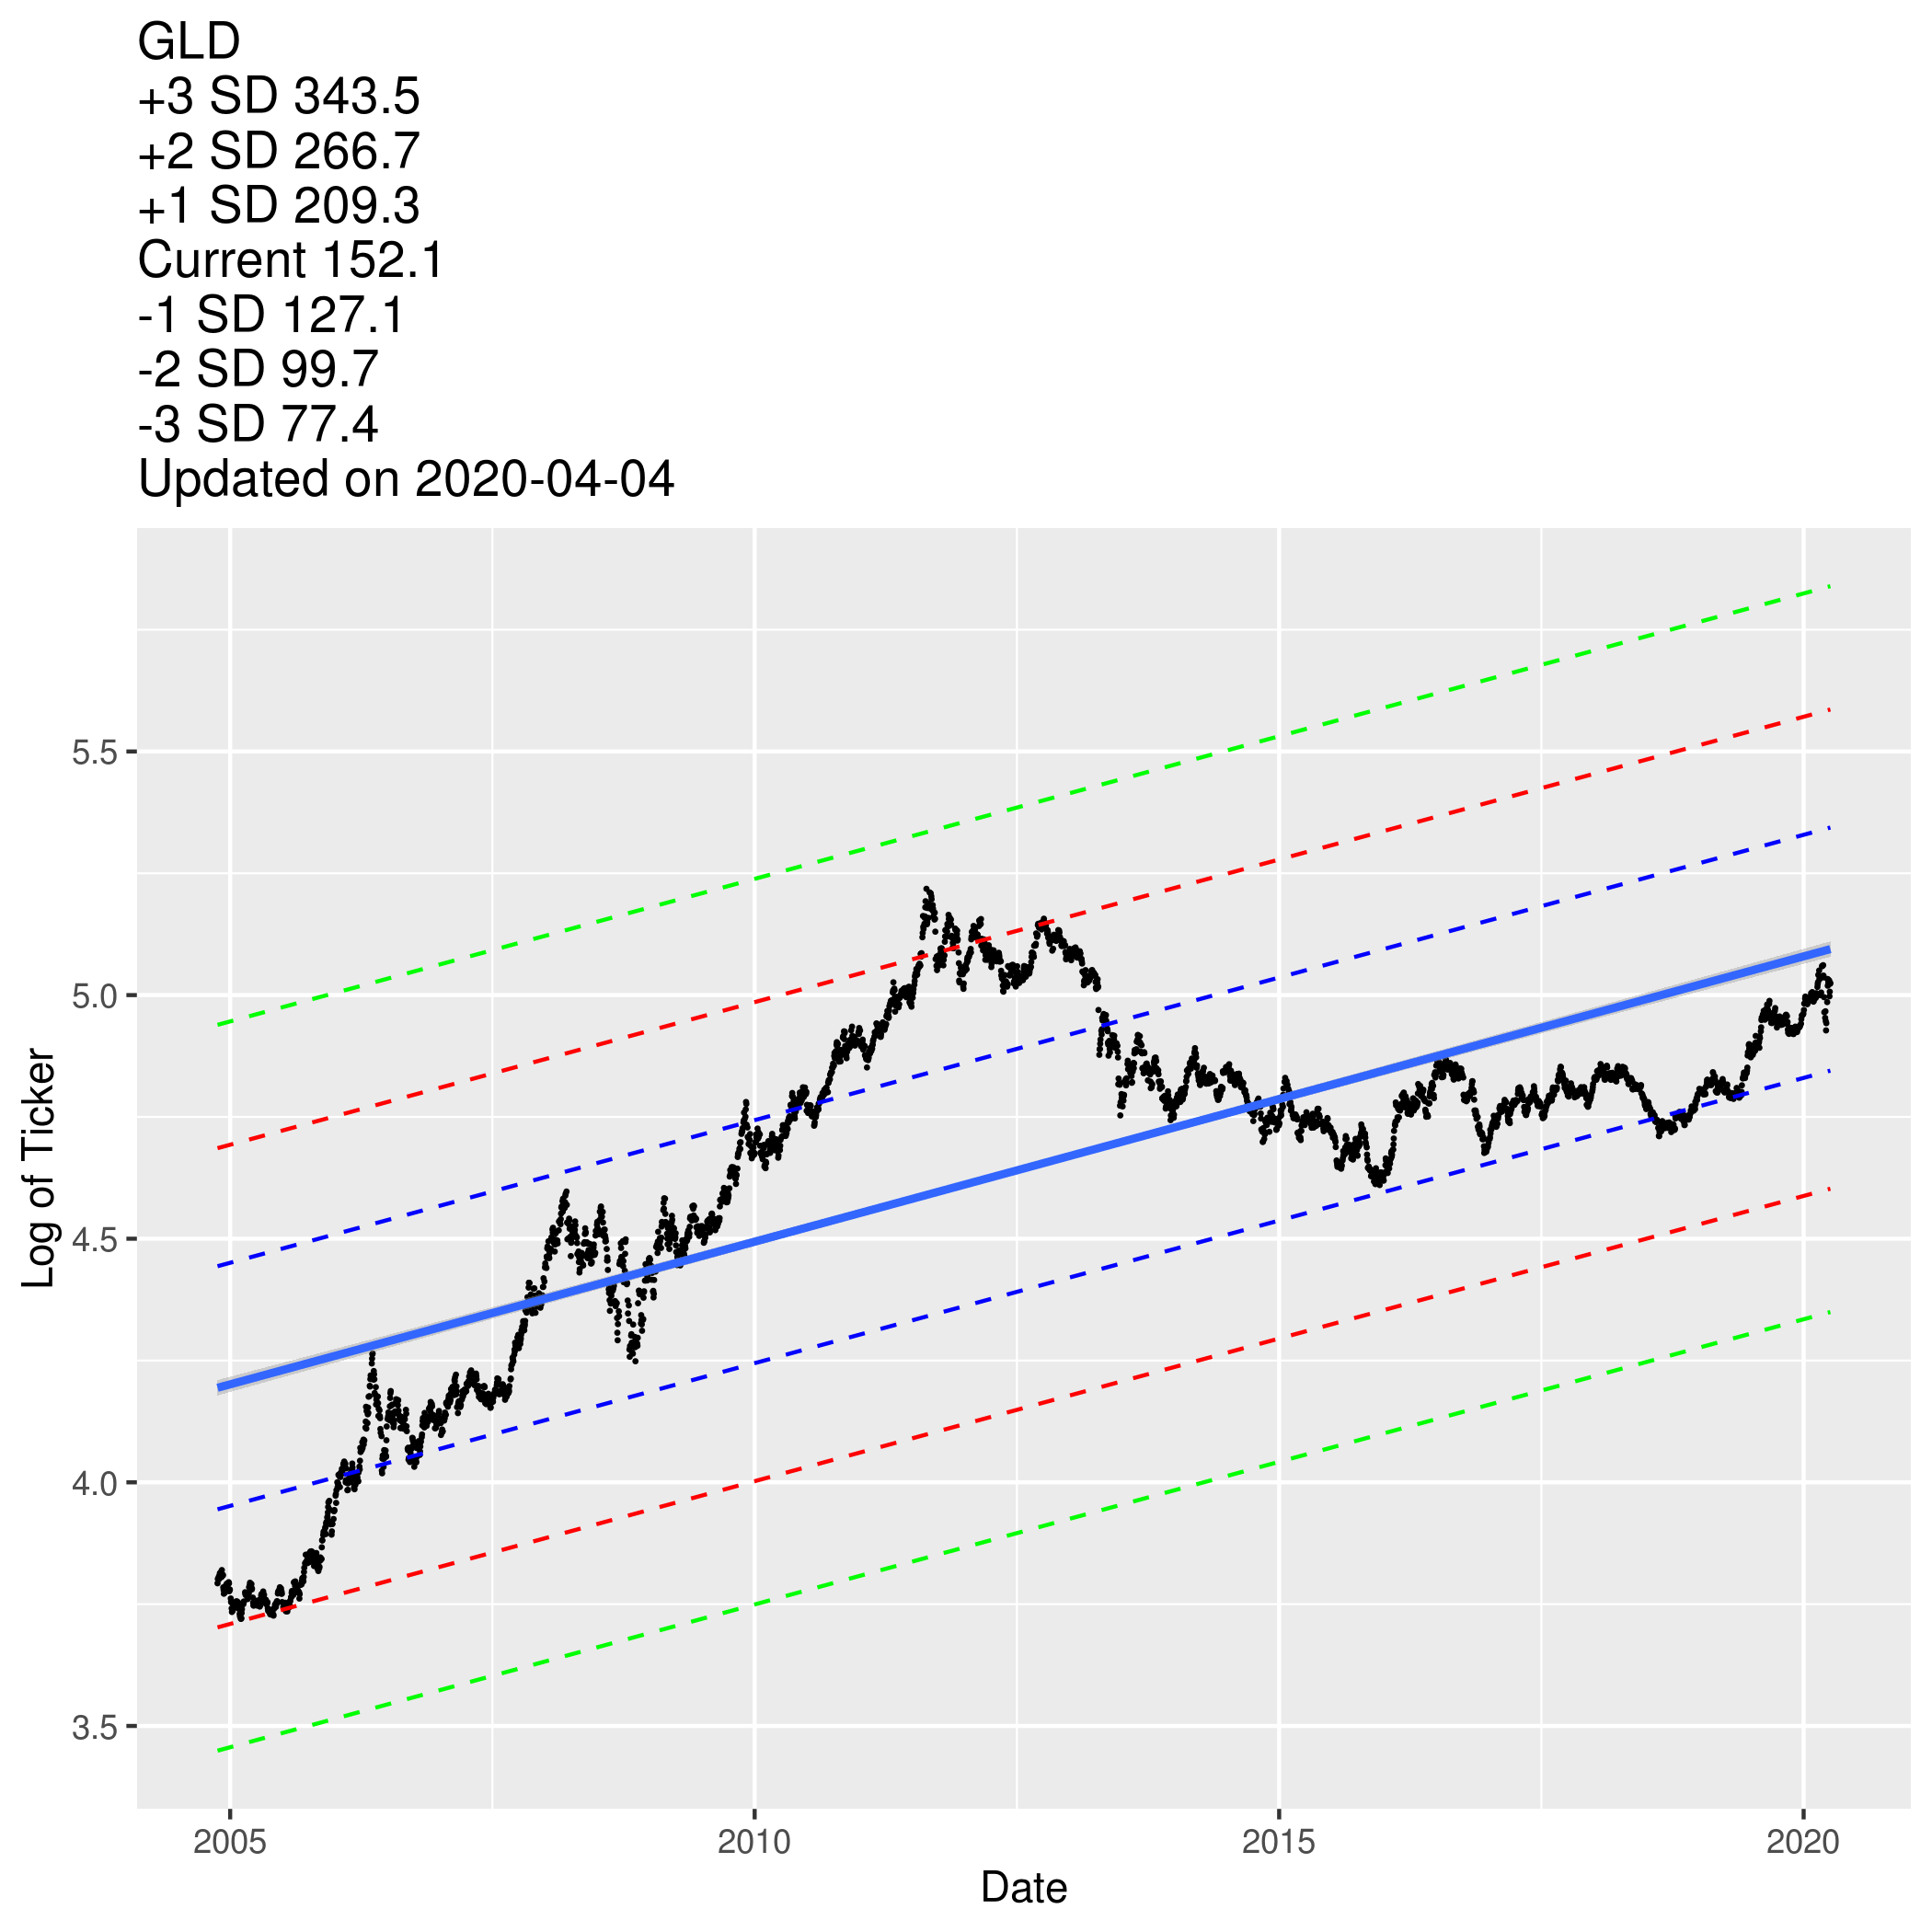 GLD
+3 SD 343.5
+2 SD 266.7
+1 SD 209.3
Current 152.1
-1 SD 127.1
-2 SD 99.7
-3 SD 77.4
Updated on 2020-04-04
5.5
5.0
4.5
4.0
3.5
Log of Ticker
2005
2010
2015
2020
Date